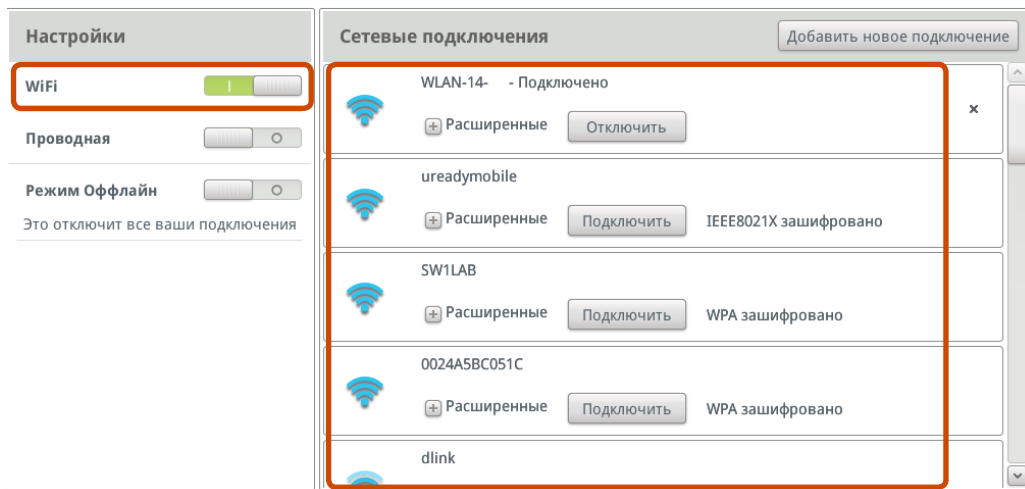 Настройки
WiFi
Проводная
Режим Оффлайн
Это отключит все ваши подключения
Сетевые подключения
Добавить новое подключение
WLAN-14- - Подключено
Расширенные Отключить
ureadymobile
Расширенные Подключить IEEE8021X зашифровано
SW1LAB
Расширенные Подключить WPA зашифровано
0024A5BC051C
Расширенные Подключить WPA зашифровано
dlink